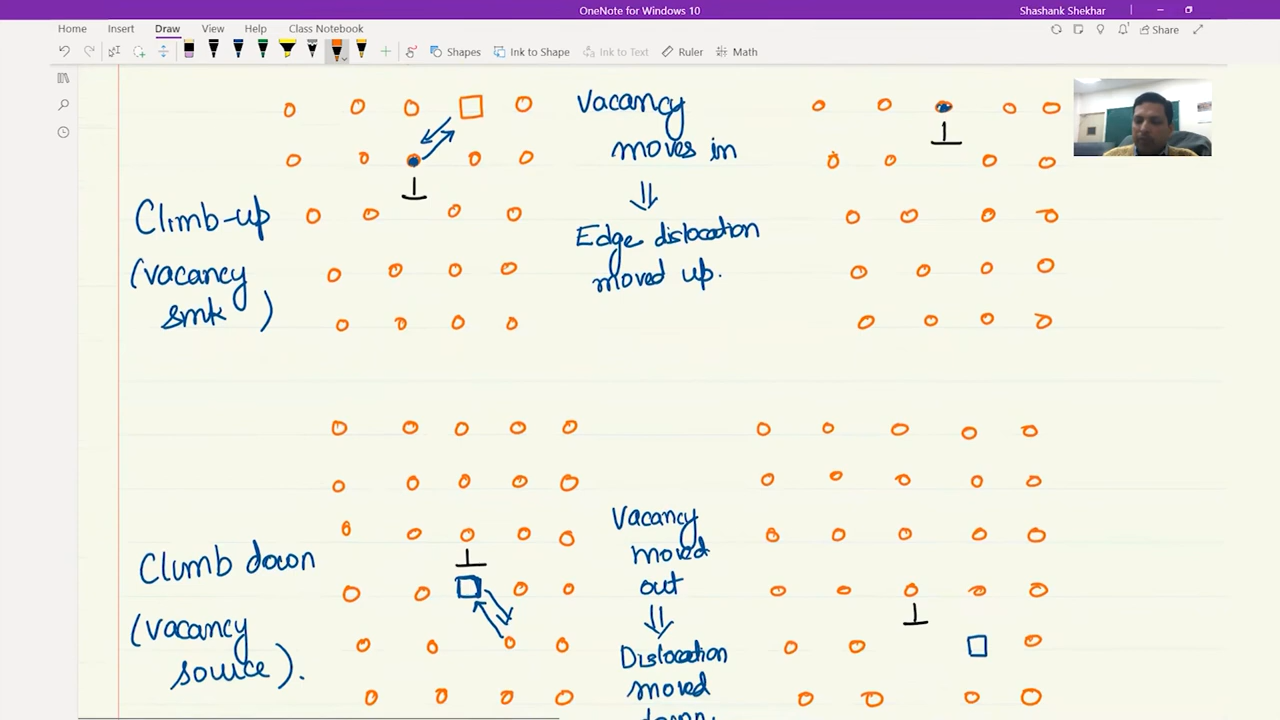 OneNote for Windows 10
Shashank Shekhar
Home Insert Draw View Help Class Notebook
Share
Shapes Ink to Shape Ink to Text Ruler Math
Vacancy
moves in
⇓
Edge dislocation
moved up.
Climb-up
(vacancy
sink)
Vacancy
moved
out
⇓
Dislocation
moved
down.
Climb down
(vacancy
source).